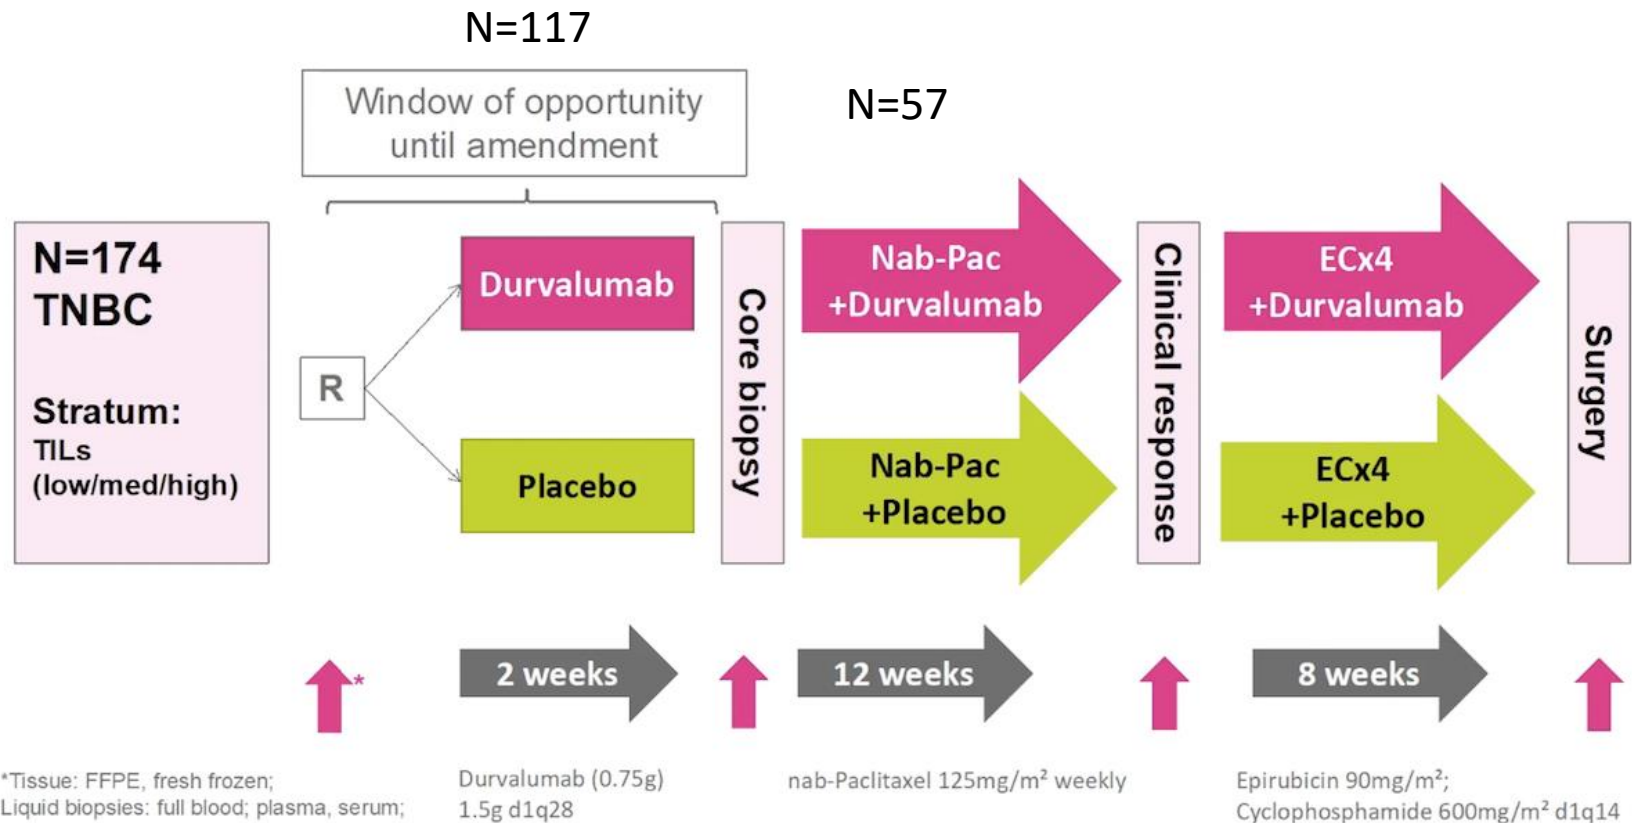 N=117
Window of opportunity
until amendment
N=57
N=174
TNBC
Stratum:
TILs
(low/med/high)
R
Durvalumab
Placebo
Core biopsy
Nab-Pac
+Durvalumab
Nab-Pac
+Placebo
Clinical response
ECx4
+Durvalumab
ECx4
+Placebo
Surgery
*
2 weeks
12 weeks
8 weeks
*Tissue: FFPE, fresh frozen;
Liquid biopsies: full blood; plasma, serum;
Durvalumab (0.75g)
1.5g d1q28
nab-Paclitaxel 125mg/m² weekly
Epirubicin 90mg/m²;
Cyclophosphamide 600mg/m² d1q14